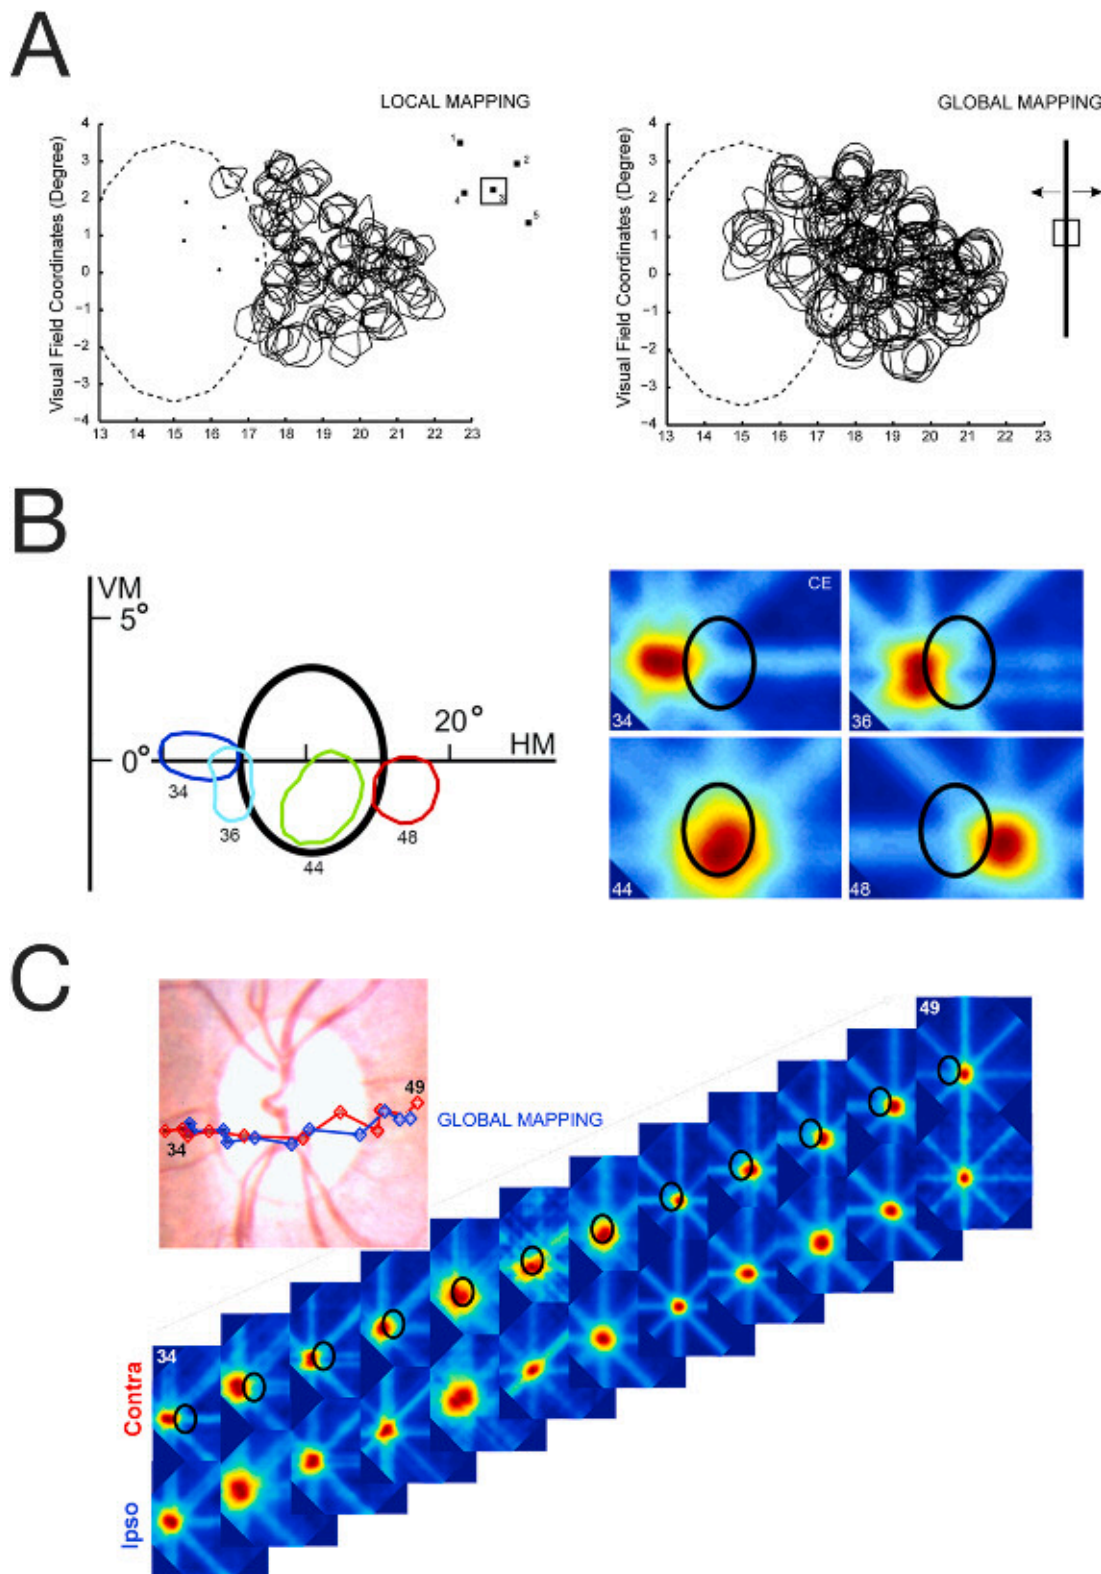 A
LOCAL MAPPING
GLOBAL MAPPING
Visual Field Coordinates (Degree)
4
3
2
1
0
−1
−2
−3
−4
13 14 15 16 17 18 19 20 21 22 23
1
2
4
3
5
Visual Field Coordinates (Degree)
4
3
2
1
0
−1
−2
−3
−4
13 14 15 16 17 18 19 20 21 22 23
B
VM
5°
0°
20°
HM
34
36
44
48
CE
34
36
44
48
C
49
34
GLOBAL MAPPING
49
34
Contra
Ipso